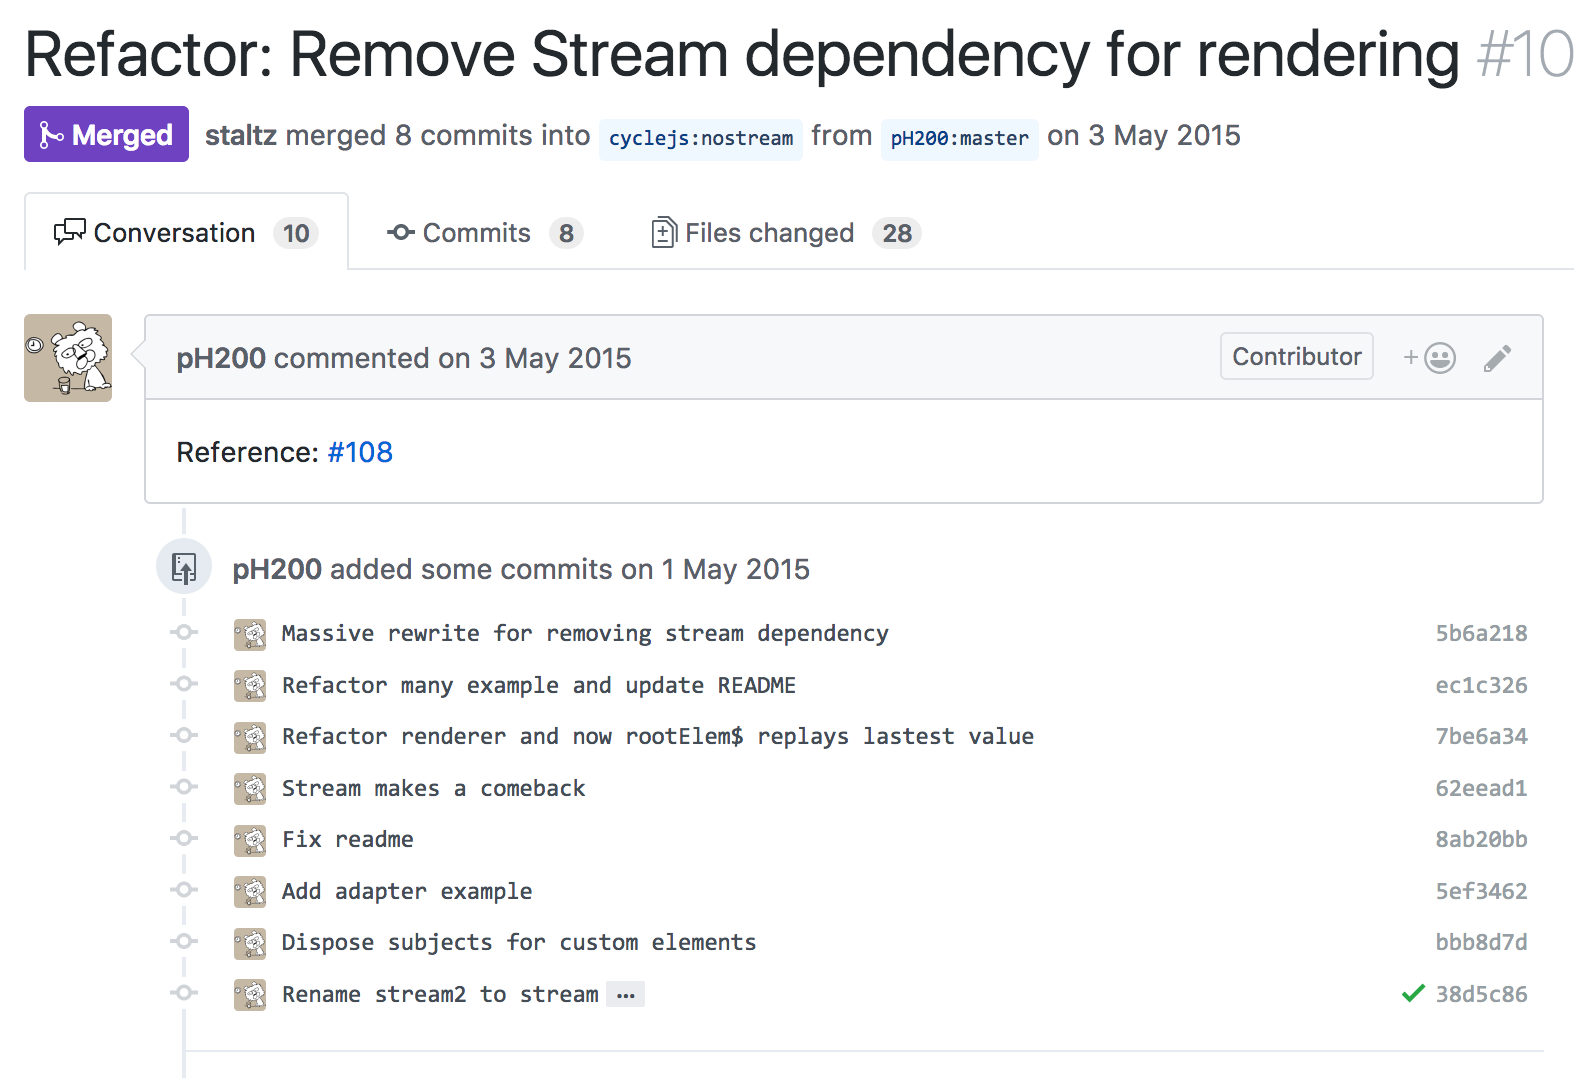 Refactor: Remove Stream dependency for rendering #10
Merged staltz merged 8 commits into cyclejs:nostream from pH200:master on 3 May 2015
Conversation 10 Commits 8 Files changed 28
pH200 commented on 3 May 2015 Contributor +
Reference: #108
pH200 added some commits on 1 May 2015
Massive rewrite for removing stream dependency 5b6a218
Refactor many example and update README ec1c326
Refactor renderer and now rootElem$ replays lastest value 7be6a34
Stream makes a comeback 62eead1
Fix readme 8ab20bb
Add adapter example 5ef3462
Dispose subjects for custom elements bbb8d7d
Rename stream2 to stream … 38d5c86